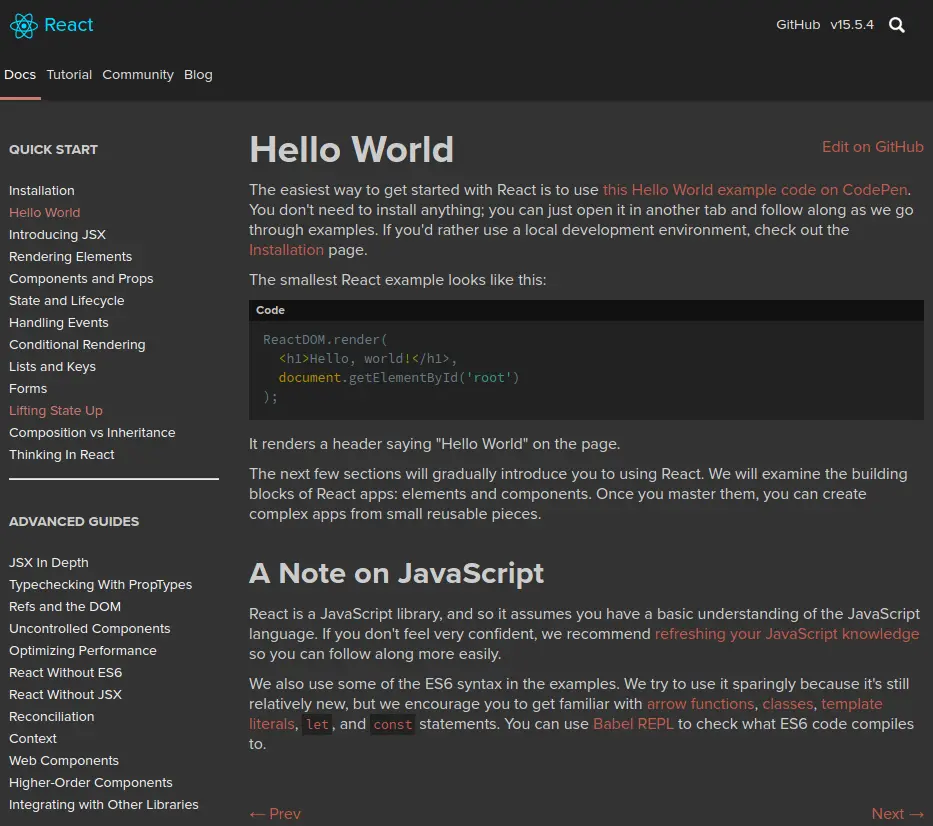 React
GitHub v15.5.4
Docs Tutorial Community Blog
QUICK START
Installation
Hello World
Introducing JSX
Rendering Elements
Components and Props
State and Lifecycle
Handling Events
Conditional Rendering
Lists and Keys
Forms
Lifting State Up
Composition vs Inheritance
Thinking In React
ADVANCED GUIDES
JSX In Depth
Typechecking With PropTypes
Refs and the DOM
Uncontrolled Components
Optimizing Performance
React Without ES6
React Without JSX
Reconciliation
Context
Web Components
Higher-Order Components
Integrating with Other Libraries
Hello World
Edit on GitHub
The easiest way to get started with React is to use this Hello World example code on CodePen.
You don't need to install anything; you can just open it in another tab and follow along as we go
through examples. If you'd rather use a local development environment, check out the
Installation page.
The smallest React example looks like this:
Code
ReactDOM.render(
  <h1>Hello, world!</h1>,
  document.getElementById('root')
);
It renders a header saying "Hello World" on the page.
The next few sections will gradually introduce you to using React. We will examine the building
blocks of React apps: elements and components. Once you master them, you can create
complex apps from small reusable pieces.
A Note on JavaScript
React is a JavaScript library, and so it assumes you have a basic understanding of the JavaScript
language. If you don't feel very confident, we recommend refreshing your JavaScript knowledge
so you can follow along more easily.
We also use some of the ES6 syntax in the examples. We try to use it sparingly because it's still
relatively new, but we encourage you to get familiar with arrow functions, classes, template
literals, let, and const statements. You can use Babel REPL to check what ES6 code compiles
to.
← Prev
Next →